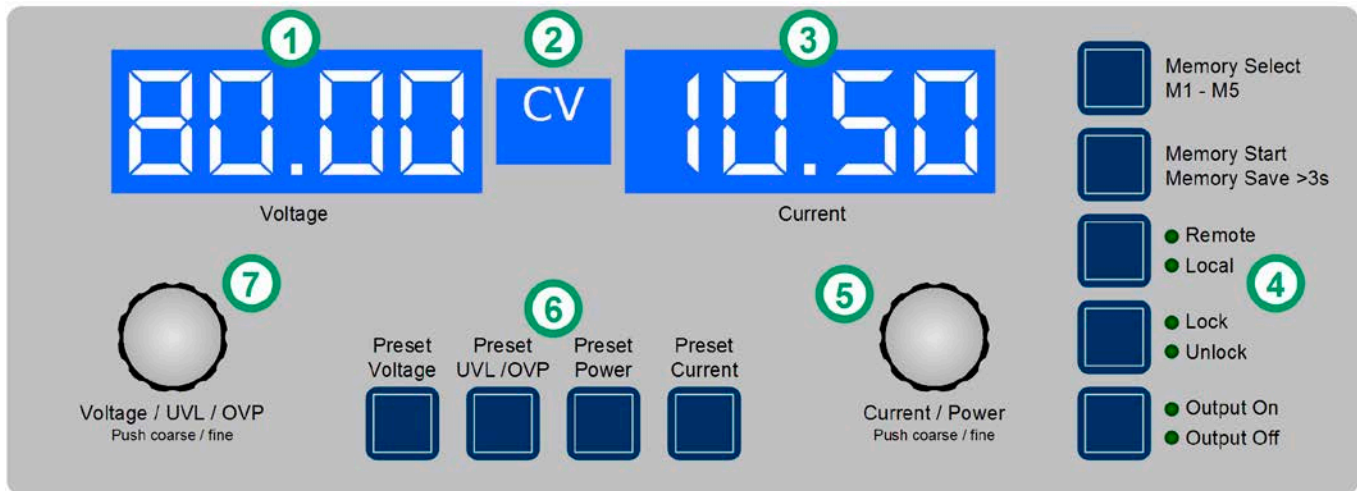 1
2
3
80.00
CV
10.50
Voltage
Current
Memory Select
M1 - M5
Memory Start
Memory Save >3s
Remote
Local
4
Lock
Unlock
Output On
Output Off
7
Voltage / UVL / OVP
Push coarse / fine
6
Preset
Voltage
Preset
UVL /OVP
Preset
Power
Preset
Current
5
Current / Power
Push coarse / fine